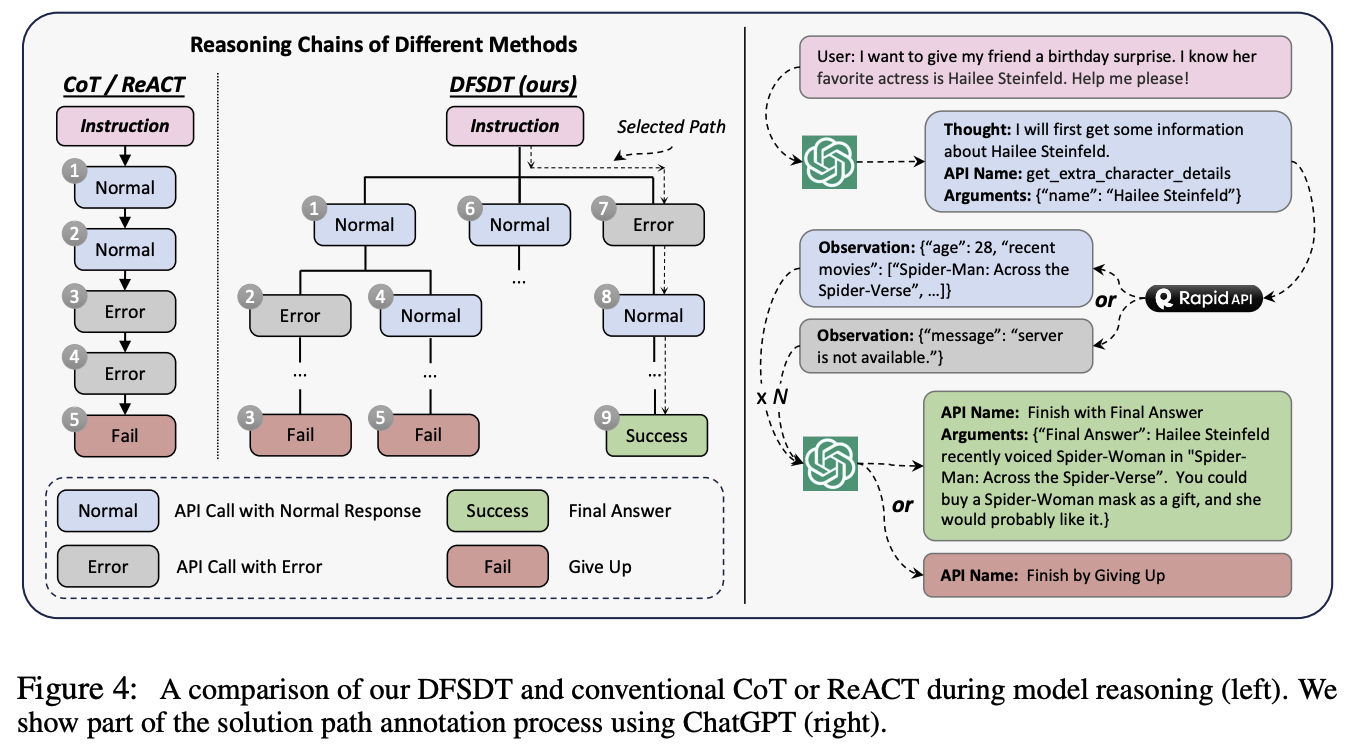 Reasoning Chains of Different Methods
CoT / ReACT
Instruction
1
Normal
2
Normal
3
Error
4
Error
5
Fail
DFSDT (ours)
Instruction
Selected Path
1
Normal
6
Normal
...
7
Error
2
Error
4
Normal
8
Normal
...
...
...
3
Fail
5
Fail
9
Success
Normal
API Call with Normal Response
Success
Final Answer
Error
API Call with Error
Fail
Give Up
User: I want to give my friend a birthday surprise. I know her
favorite actress is Hailee Steinfeld. Help me please!
Thought: I will first get some information
about Hailee Steinfeld.
API Name: get_extra_character_details
Arguments: {“name”: “Hailee Steinfeld”}
Observation: {“age”: 28, “recent
movies”: [“Spider-Man: Across the
Spider-Verse”, …]}
or
Rapid API
Observation: {“message”: “server
is not available.”}
x N
API Name: Finish with Final Answer
Arguments: {“Final Answer”: Hailee Steinfeld
recently voiced Spider-Woman in "Spider-
Man: Across the Spider-Verse”. You could
buy a Spider-Woman mask as a gift, and she
would probably like it.}
or
API Name: Finish by Giving Up
Figure 4: A comparison of our DFSDT and conventional CoT or ReACT during model reasoning (left). We
show part of the solution path annotation process using ChatGPT (right).